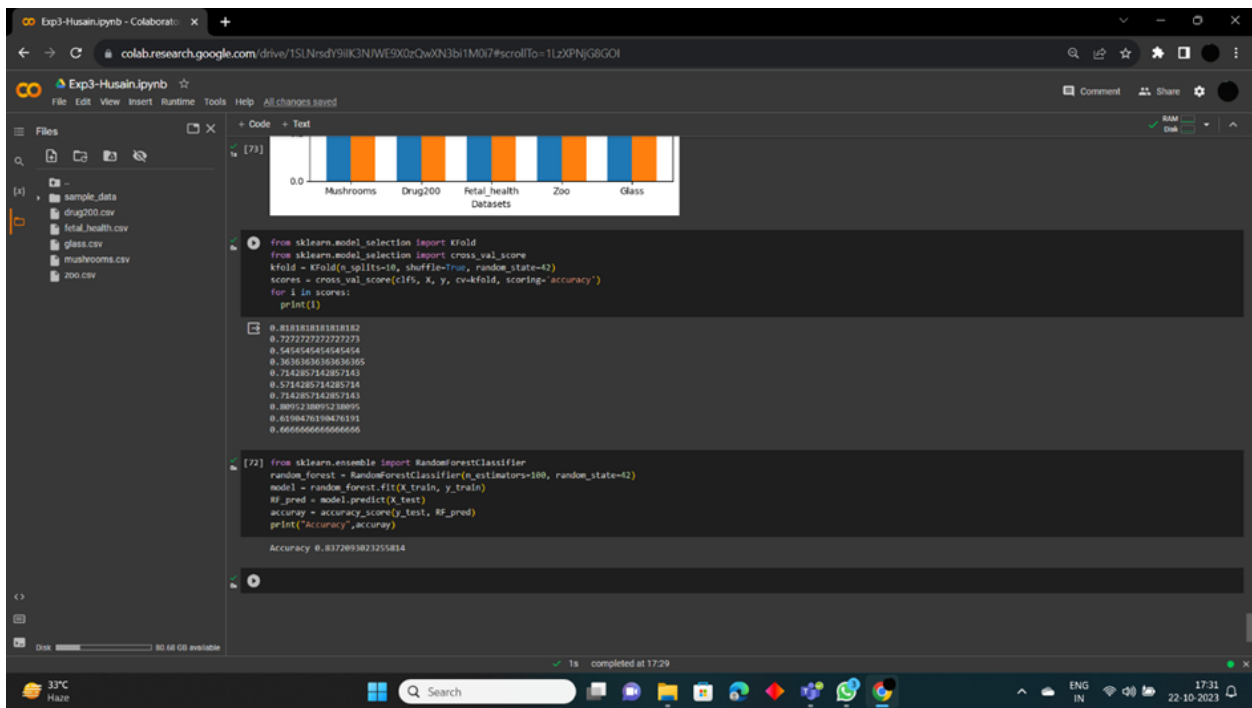 Exp3-Husain.ipynb - Colaborato
colab.research.google.com/drive/1SLNrsdY9ilK3NJWE9X0zQwXN3bi1M0i7#scrollTo=1LzXPNjG8GOI
Exp3-Husain.ipynb
File Edit View Insert Runtime Tools Help All changes saved
Comment Share
Files
+ Code + Text
RAM
Disk
..
sample_data
drug200.csv
fetal_health.csv
glass.csv
mushrooms.csv
zoo.csv
1s [73]
0.0
Mushrooms Drug200 Fetal_health Zoo Glass
Datasets
from sklearn.model_selection import KFold
from sklearn.model_selection import cross_val_score
kfold = KFold(n_splits=10, shuffle=True, random_state=42)
scores = cross_val_score(clf5, X, y, cv=kfold, scoring='accuracy')
for i in scores:
print(i)
0.8181818181818182
0.7272727272727273
0.5454545454545454
0.36363636363636365
0.7142857142857143
0.5714285714285714
0.7142857142857143
0.8095238095238095
0.6190476190476191
0.6666666666666666
0s [72] from sklearn.ensemble import RandomForestClassifier
random_forest = RandomForestClassifier(n_estimators=100, random_state=42)
model = random_forest.fit(X_train, y_train)
RF_pred = model.predict(X_test)
accuray = accuracy_score(y_test, RF_pred)
print("Accuracy",accuray)
Accuracy 0.8372093023255814
0s
Disk 80.68 GB available
1s completed at 17:29
33°C
Haze
Search
ENG
IN
17:31
22-10-2023